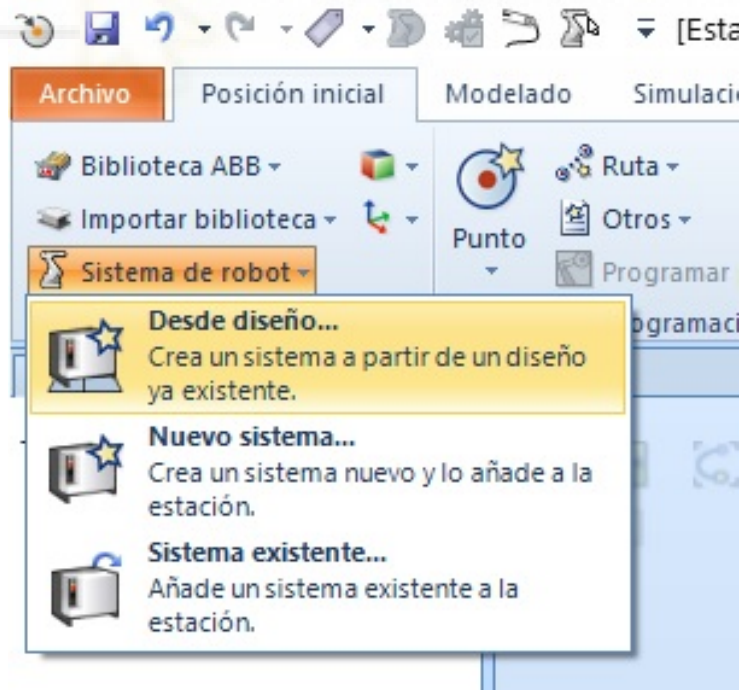 [Esta
Archivo Posición inicial Modelado Simulaci
Biblioteca ABB
Importar biblioteca
Sistema de robot
Punto
Ruta
Otros
Programar
ogramaci
Desde diseño...
Crea un sistema a partir de un diseño
ya existente.
Nuevo sistema...
Crea un sistema nuevo y lo añade a la
estación.
Sistema existente...
Añade un sistema existente a la
estación.